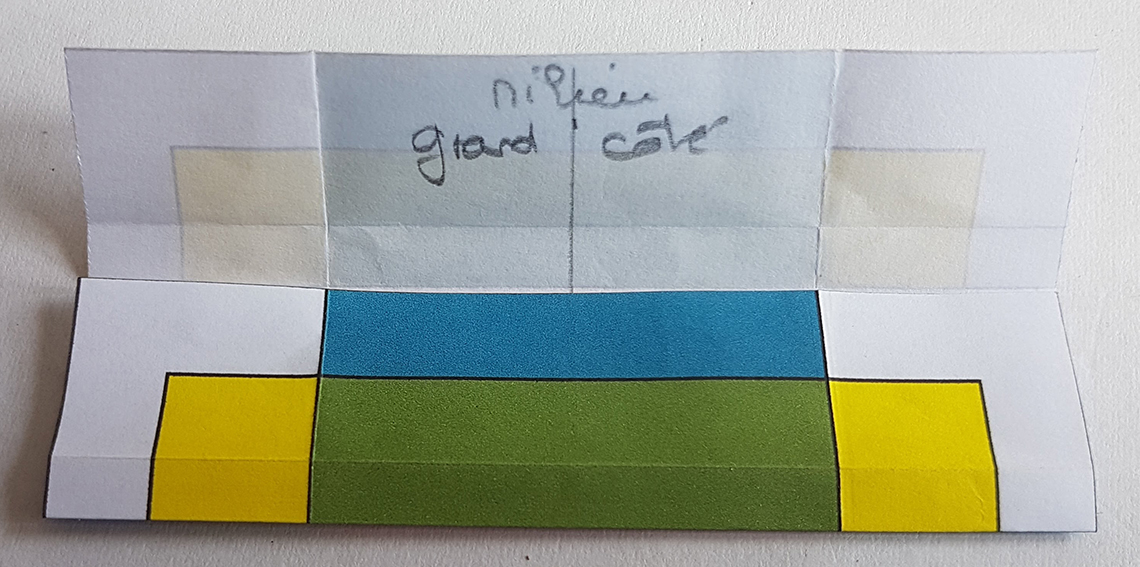 milieu
grand côté